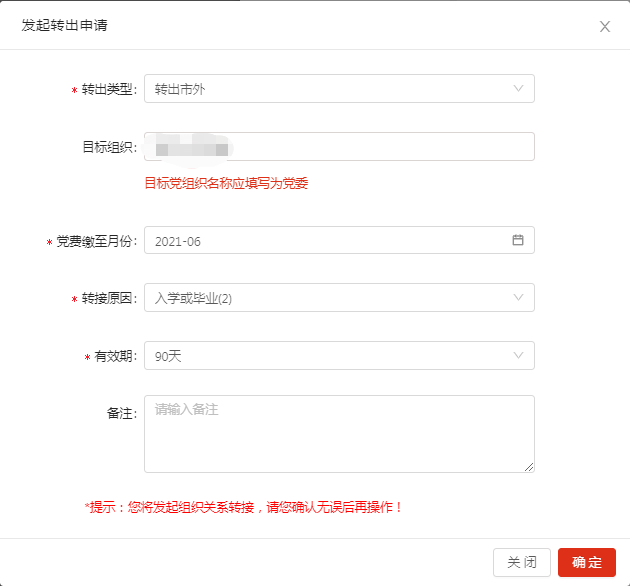 发起转出申请
* 转出类型: 转出市外
目标组织:
目标党组织名称应填写为党委
* 党费缴至月份: 2021-06
* 转接原因: 入学或毕业(2)
* 有效期: 90天
备注: 请输入备注
*提示：您将发起组织关系转接，请您确认无误后再操作！
关 闭 确 定